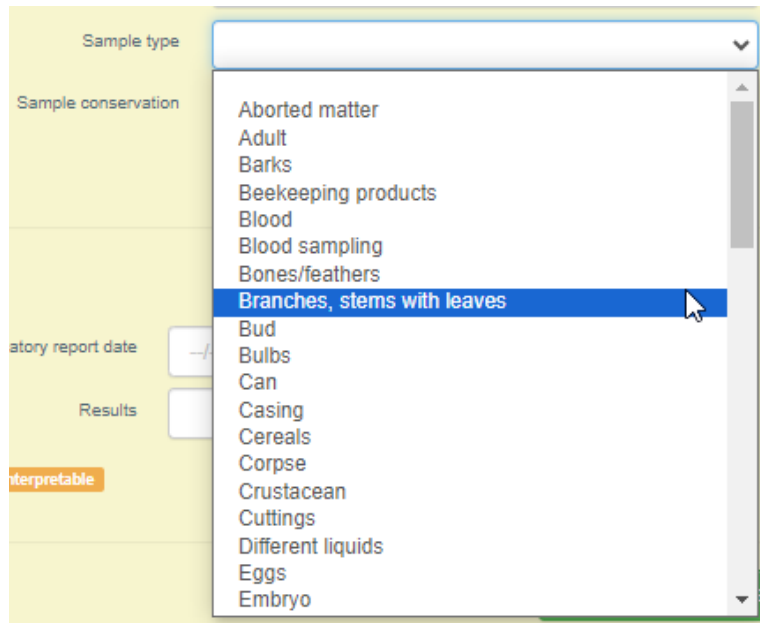 Sample type
Sample conservation
Aborted matter
Adult
Barks
Beekeeping products
Blood
Blood sampling
Bones/feathers
Branches, stems with leaves
Bud
Bulbs
Can
Casing
Cereals
Corpse
Crustacean
Cuttings
Different liquids
Eggs
Embryo
atory report date
--/
Results
nterpretable